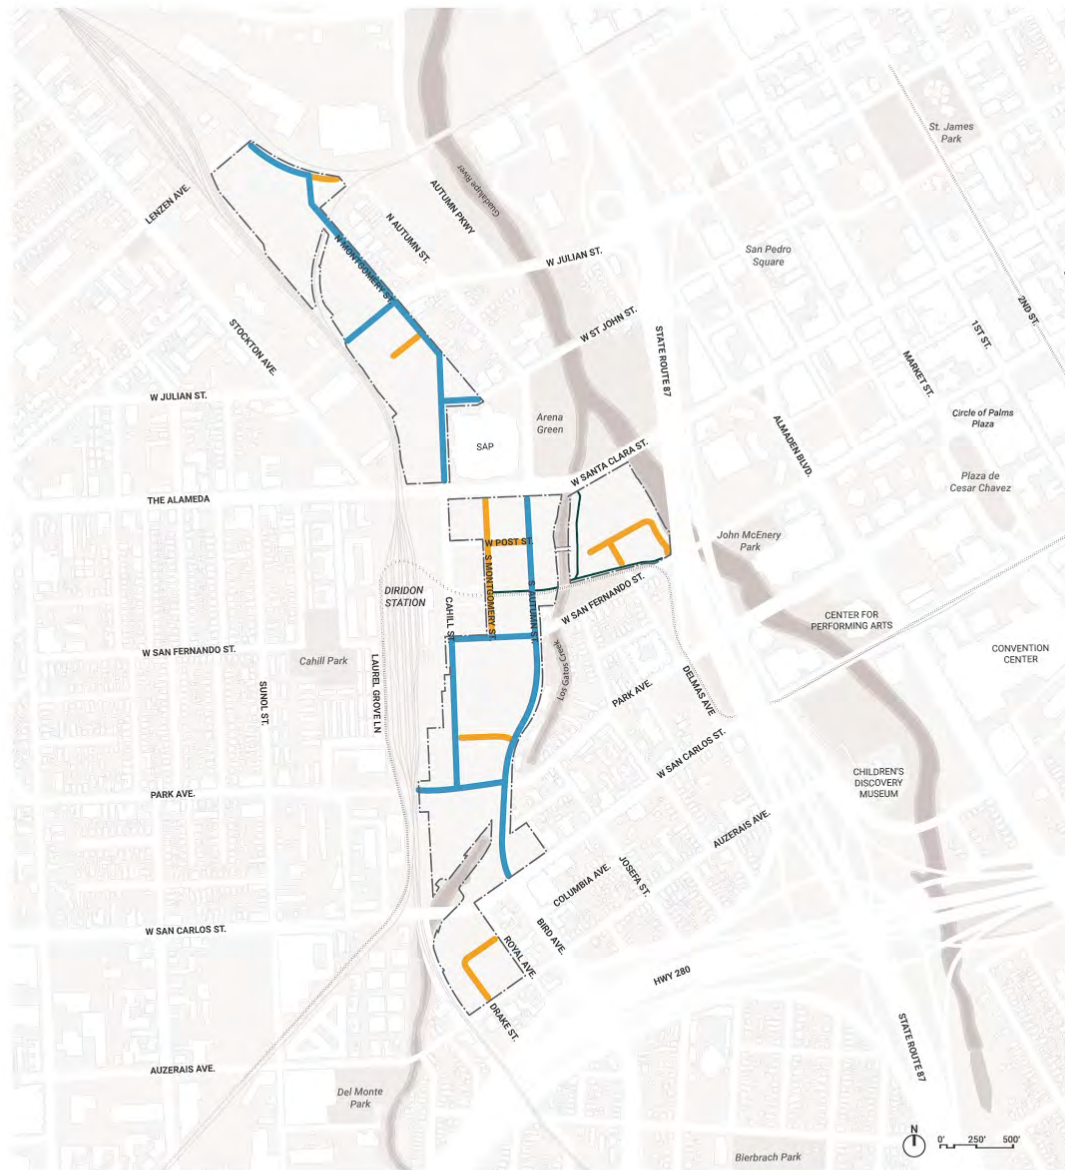 St. James
Park
LENZEN AVE.
Guadalupe River
AUTUMN PKWY
N AUTUMN ST.
N MONTGOMERY ST.
W JULIAN ST.
San Pedro
Square
2ND ST.
1ST ST.
W ST JOHN ST.
STOCKTON AVE.
STATE ROUTE 87
MARKET ST.
W JULIAN ST.
Arena
Green
Circle of Palms
Plaza
ALMADEN BLVD.
SAP
W SANTA CLARA ST.
Plaza de
Cesar Chavez
THE ALAMEDA
W POST ST.
John McEnery
Park
S MONTGOMERY ST.
S AUTUMN ST.
DIRIDON
STATION
CAHILL ST.
W SAN FERNANDO ST.
CENTER FOR
PERFORMING ARTS
W SAN FERNANDO ST.
Cahill Park
CONVENTION
CENTER
LAUREL GROVE LN
SUNOL ST.
Los Gatos Creek
PARK AVE.
DELMAS AVE
W SAN CARLOS ST.
PARK AVE.
CHILDREN'S
DISCOVERY
MUSEUM
AUZERAIS AVE.
COLUMBIA AVE.
JOSEFA ST.
W SAN CARLOS ST.
BIRD AVE.
ROYAL AVE.
HWY 280
DRAKE ST.
STATE ROUTE 87
AUZERAIS AVE.
Del Monte
Park
N
0' 250' 500'
Bierbrach Park